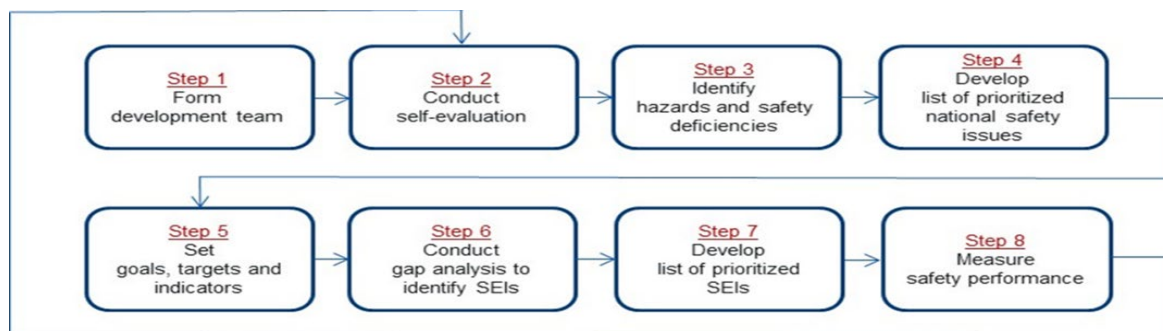 Step 1
Form
development team
Step 2
Conduct
self-evaluation
Step 3
Identify
hazards and safety
deficiencies
Step 4
Develop
list of prioritized
national safety
issues
Step 5
Set
goals, targets and
indicators
Step 6
Conduct
gap analysis to
identify SEIs
Step 7
Develop
list of prioritized
SEIs
Step 8
Measure
safety performance